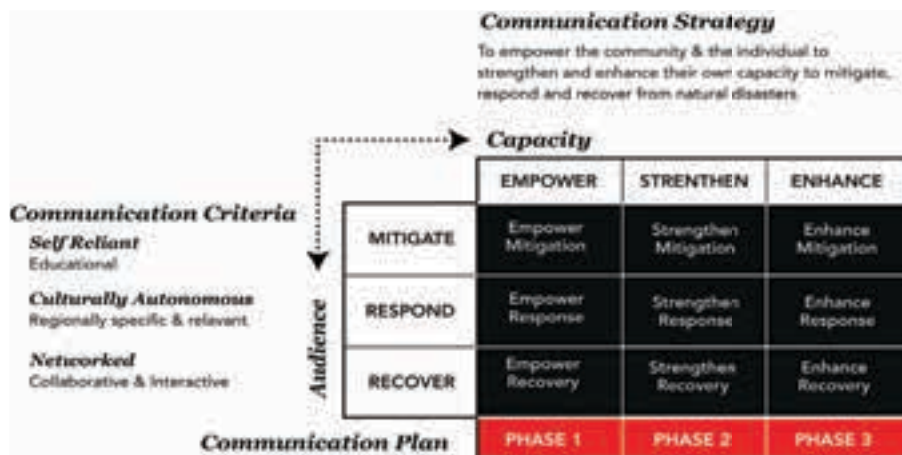 Communication Strategy
To empower the community & the individual to
strengthen and enhance their own capacity to mitigate,
respond and recover from natural disasters
Capacity
EMPOWER STRENTHEN ENHANCE
Communication Criteria
Self Reliant
Educational
Culturally Autonomous
Regionally specific & relevant
Networked
Collaborative & Interactive
Audience
MITIGATE
Empower
Mitigation
Strengthen
Mitigation
Enhance
Mitigation
RESPOND
Empower
Response
Strengthen
Response
Enhance
Response
RECOVER
Empower
Recovery
Strengthen
Recovery
Enhance
Recovery
Communication Plan
PHASE 1 PHASE 2 PHASE 3